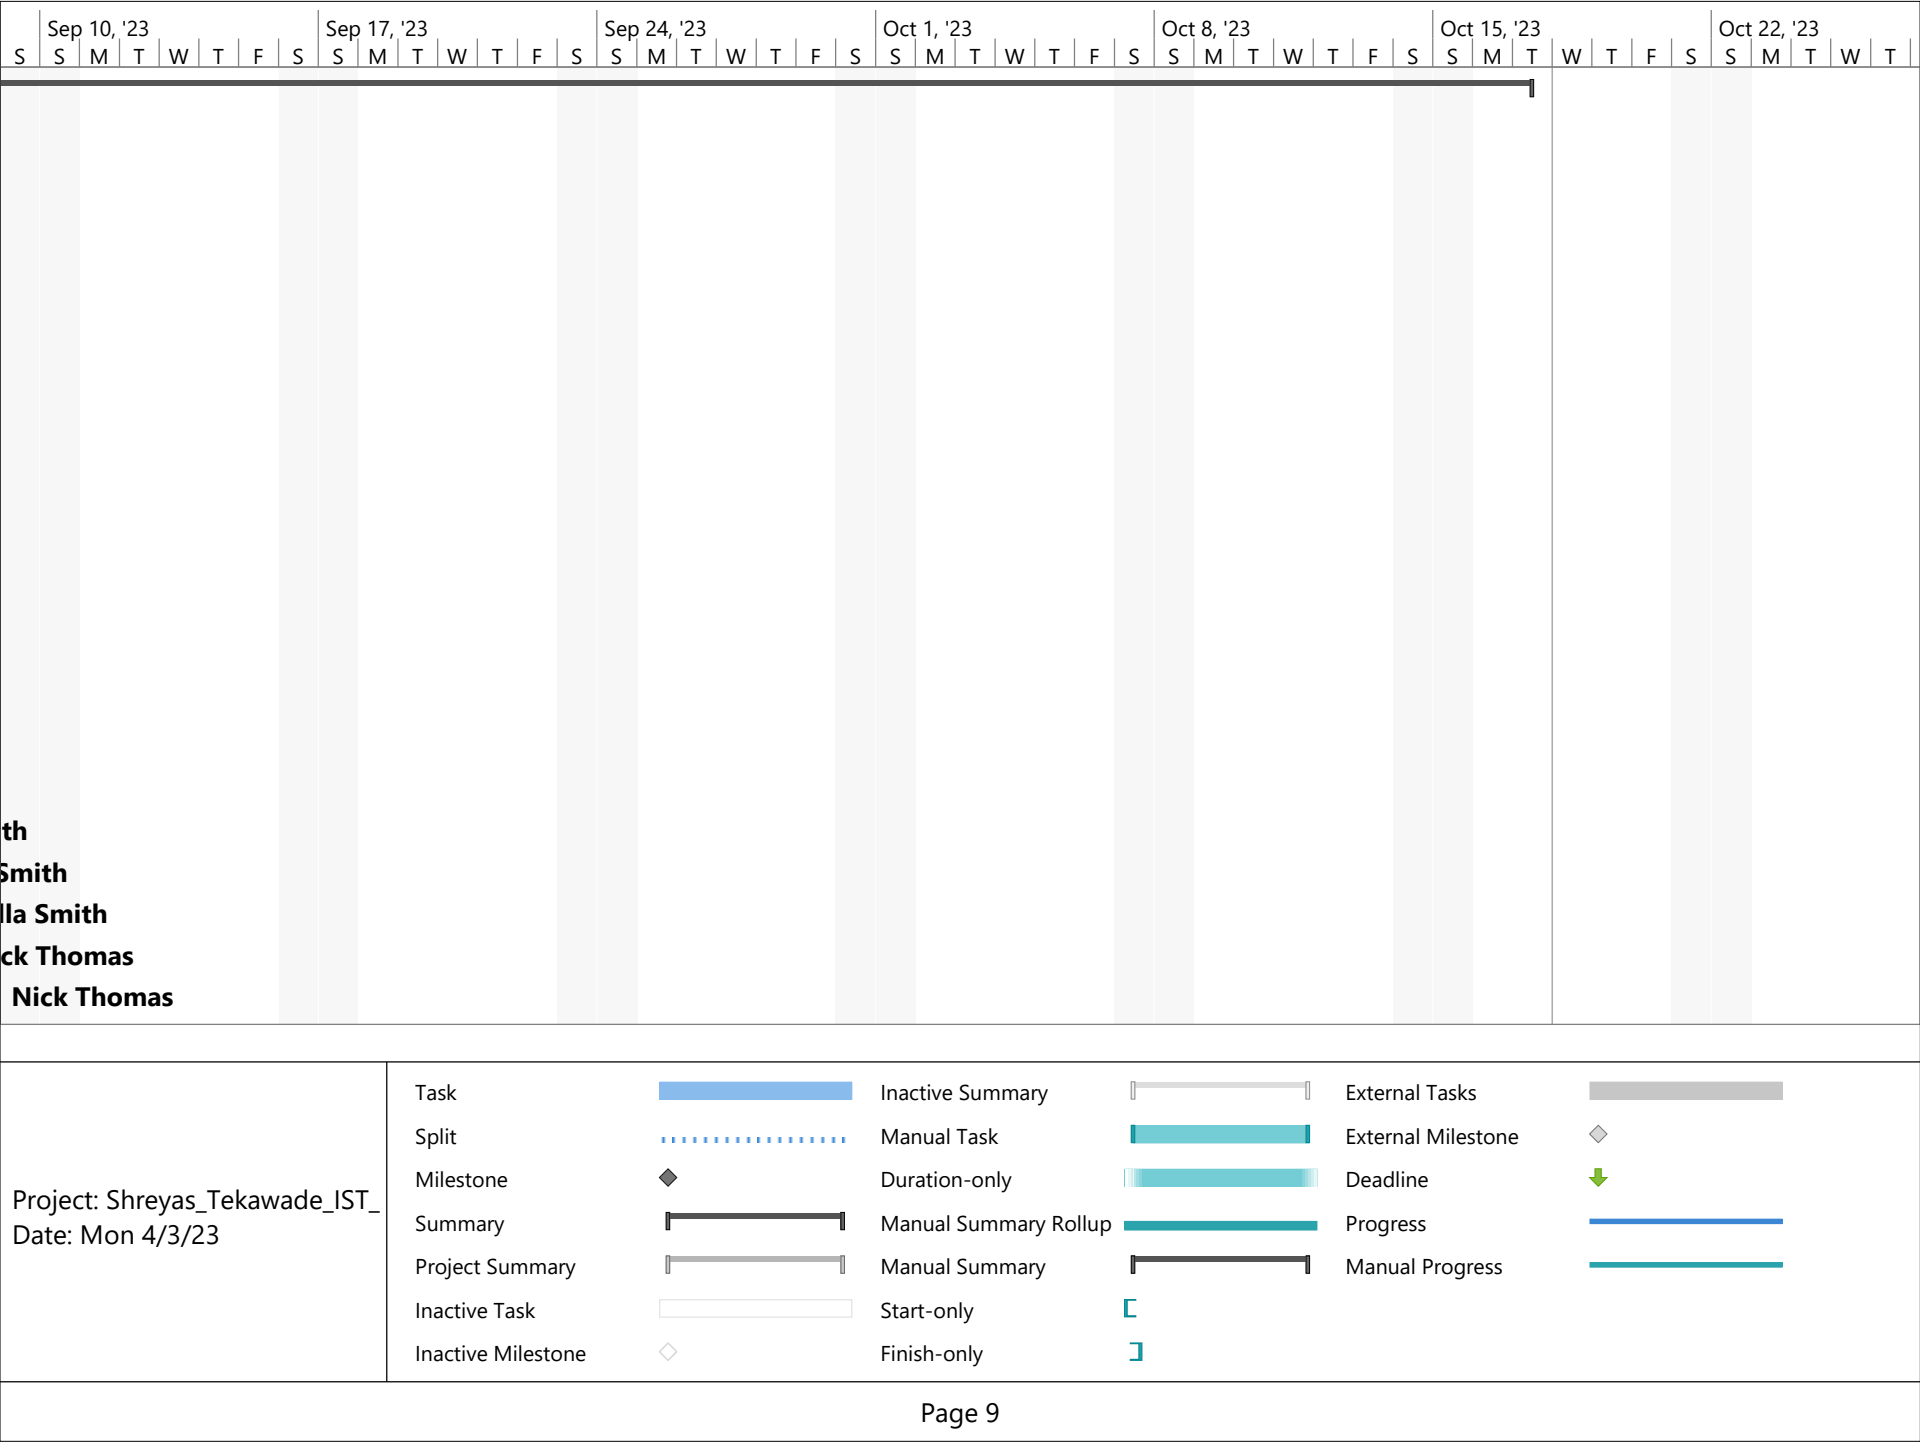 Sep 10, '23 Sep 17, '23 Sep 24, '23 Oct 1, '23 Oct 8, '23 Oct 15, '23 Oct 22, '23
S S M T W T F S S M T W T F S S M T W T F S S M T W T F S S M T W T F S S M T W T F S S M T W T
th
Smith
lla Smith
ck Thomas
Nick Thomas
Project: Shreyas_Tekawade_IST_
Date: Mon 4/3/23
Task
Split
Milestone
Summary
Project Summary
Inactive Task
Inactive Milestone
Inactive Summary
Manual Task
Duration-only
Manual Summary Rollup
Manual Summary
Start-only
Finish-only
External Tasks
External Milestone
Deadline
Progress
Manual Progress
Page 9